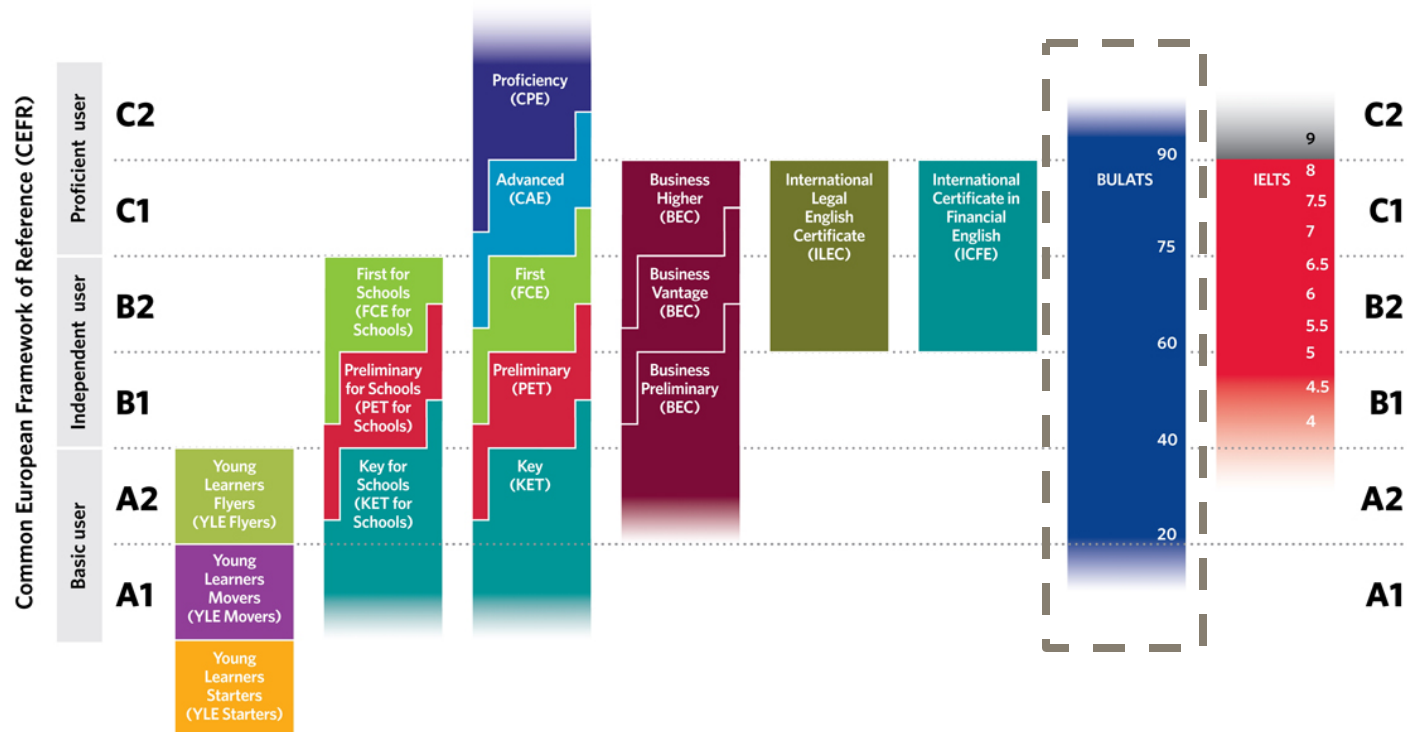 Common European Framework of Reference (CEFR)
Proficient user
Independent user
Basic user
C2
C1
B2
B1
A2
A1
Young
Learners
Flyers
(YLE Flyers)
Young
Learners
Movers
(YLE Movers)
Young
Learners
Starters
(YLE Starters)
First for
Schools
(FCE for
Schools)
Preliminary
for Schools
(PET for
Schools)
Key for
Schools
(KET for
Schools)
Proficiency
(CPE)
Advanced
(CAE)
First
(FCE)
Preliminary
(PET)
Key
(KET)
Business
Higher
(BEC)
Business
Vantage
(BEC)
Business
Preliminary
(BEC)
International
Legal
English
Certificate
(ILEC)
International
Certificate in
Financial
English
(ICFE)
BULATS
90
75
60
40
20
IELTS
9
8
7.5
7
6.5
6
5.5
5
4.5
4
C2
C1
B2
B1
A2
A1